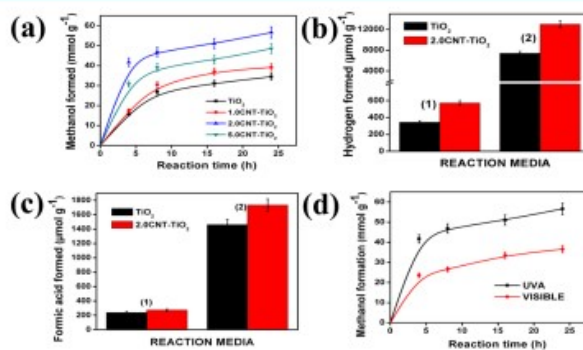 (a)
Methanol formed (mmol g⁻¹)
60
50
40
30
20
10
0
0 5 10 15 20 25
Reaction time (h)
TiO₂
1.0CNT-TiO₂
2.0CNT-TiO₂
5.0CNT-TiO₂
(b)
Hydrogen formed (µmol g⁻¹)
12000
8000
4000
600
400
200
TiO₂
2.0CNT-TiO₂
(1)
(2)
REACTION MEDIA
(c)
Formic acid formed (µmol g⁻¹)
1800
1600
1400
1200
1000
800
600
400
200
0
TiO₂
2.0CNT-TiO₂
(1)
(2)
REACTION MEDIA
(d)
Methanol formation (mmol g⁻¹)
60
50
40
30
20
10
0
0 5 10 15 20 25
Reaction time (h)
UVA
VISIBLE